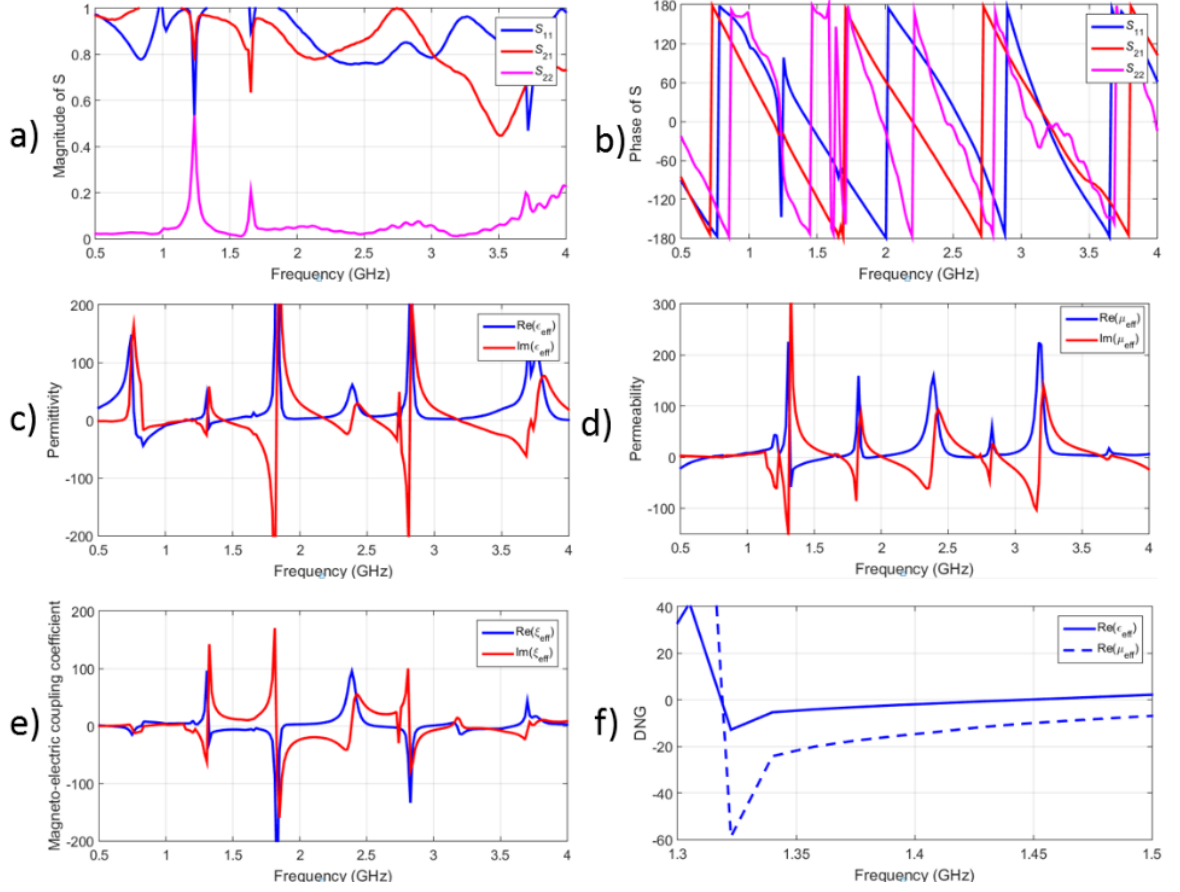 a)
Magnitude of S
1
0.8
0.6
0.4
0.2
0
0.5 1 1.5 2 2.5 3 3.5 4
Frequency (GHz)
S11
S21
S22
b)
Phase of S
180
120
60
0
-60
-120
-180
0.5 1 1.5 2 2.5 3 3.5 4
Frequency (GHz)
S11
S21
S22
c)
Permittivity
200
100
0
-100
-200
0.5 1 1.5 2 2.5 3 3.5 4
Frequency (GHz)
Re(ϵeff)
Im(ϵeff)
d)
Permeability
300
200
100
0
-100
0.5 1 1.5 2 2.5 3 3.5 4
Frequency (GHz)
Re(μeff)
Im(μeff)
e)
Magneto-electric coupling coefficient
200
100
0
-100
-200
0.5 1 1.5 2 2.5 3 3.5 4
Frequency (GHz)
Re(ξeff)
Im(ξeff)
f)
DNG
40
20
0
-20
-40
-60
1.3 1.35 1.4 1.45 1.5
Frequency (GHz)
Re(ϵeff)
Re(μeff)